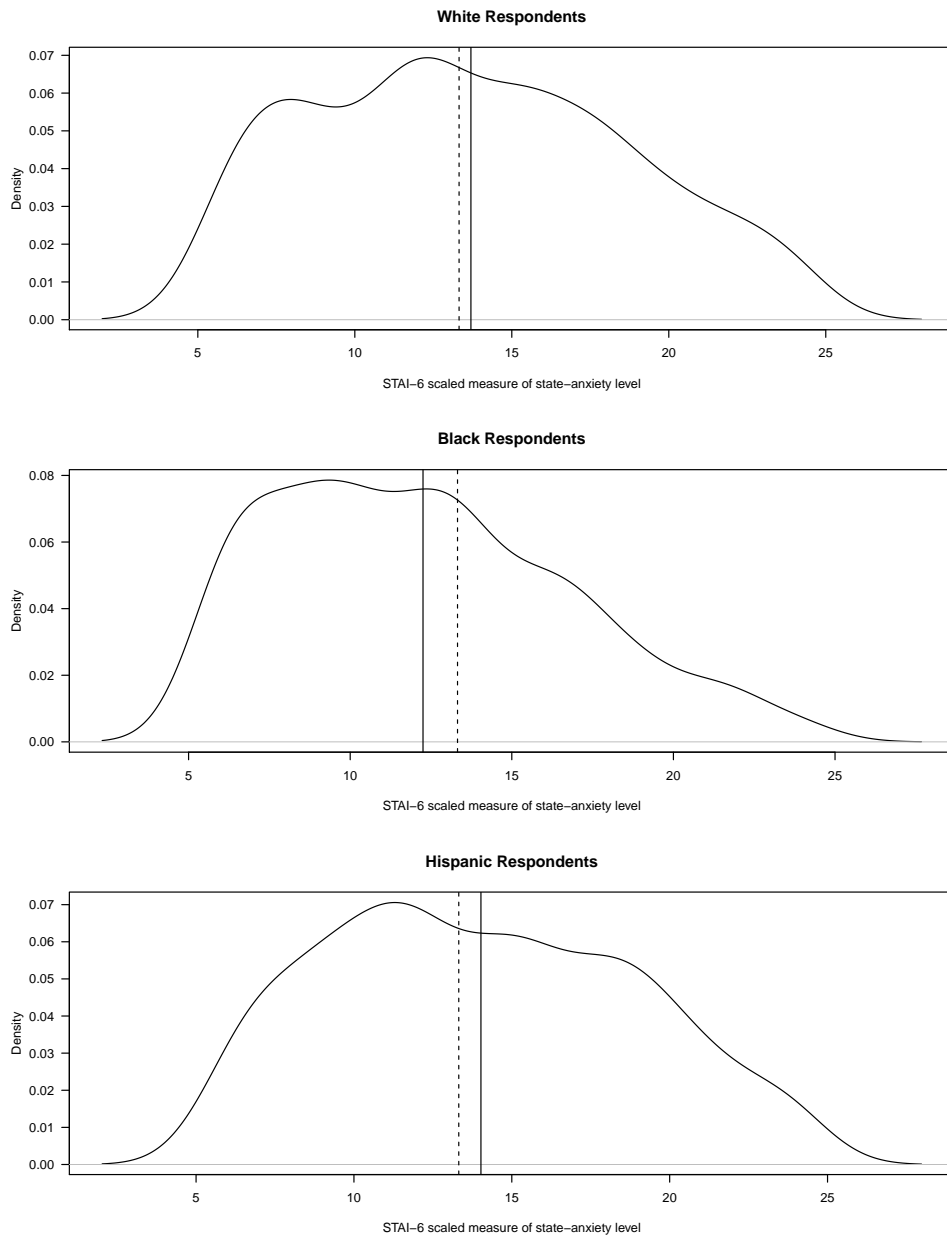 White Respondents
0.07
0.06
0.05
0.04
0.03
0.02
0.01
0.00
Density
5 10 15 20 25
STAI−6 scaled measure of state−anxiety level
Black Respondents
0.08
0.06
0.04
0.02
0.00
Density
5 10 15 20 25
STAI−6 scaled measure of state−anxiety level
Hispanic Respondents
0.07
0.06
0.05
0.04
0.03
0.02
0.01
0.00
Density
5 10 15 20 25
STAI−6 scaled measure of state−anxiety level